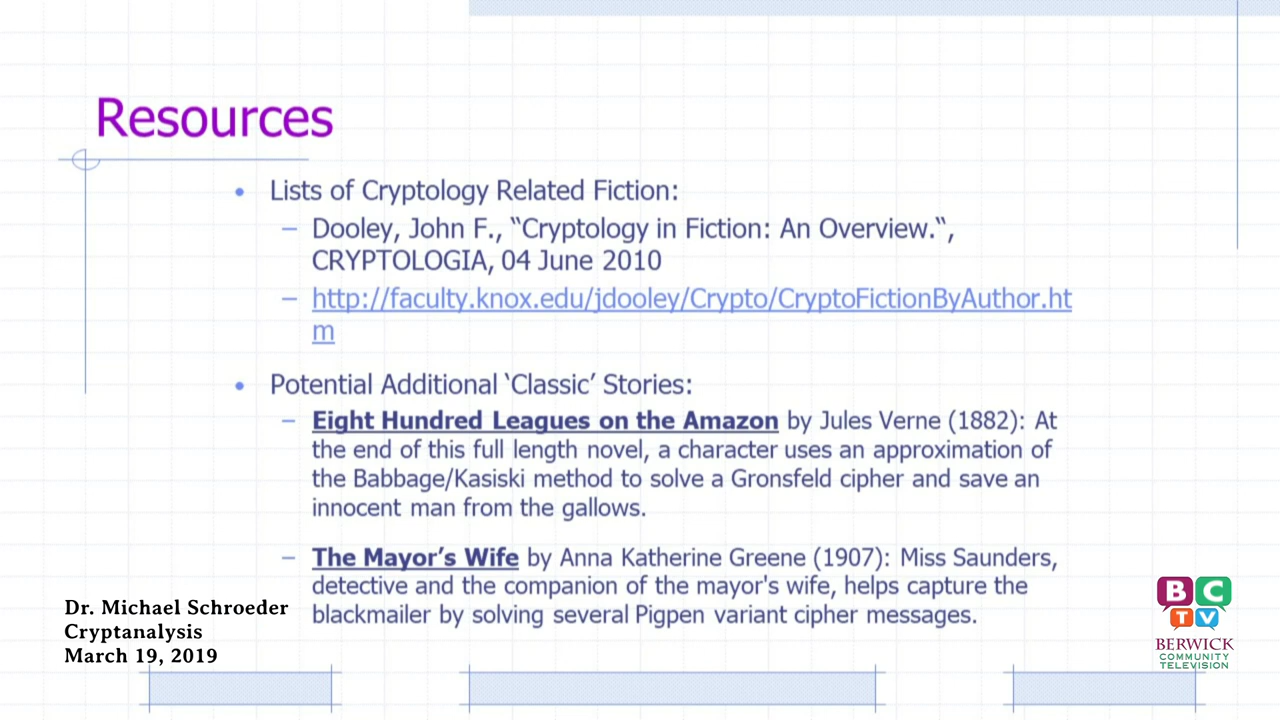 Resources
• Lists of Cryptology Related Fiction:
– Dooley, John F., “Cryptology in Fiction: An Overview.“,
CRYPTOLOGIA, 04 June 2010
– http://faculty.knox.edu/jdooley/Crypto/CryptoFictionByAuthor.ht
m
• Potential Additional ‘Classic’ Stories:
– Eight Hundred Leagues on the Amazon by Jules Verne (1882): At
the end of this full length novel, a character uses an approximation of
the Babbage/Kasiski method to solve a Gronsfeld cipher and save an
innocent man from the gallows.
– The Mayor’s Wife by Anna Katherine Greene (1907): Miss Saunders,
detective and the companion of the mayor's wife, helps capture the
blackmailer by solving several Pigpen variant cipher messages.
Dr. Michael Schroeder
Cryptanalysis
March 19, 2019
BC
TV
BERWICK
COMMUNITY
TELEVISION